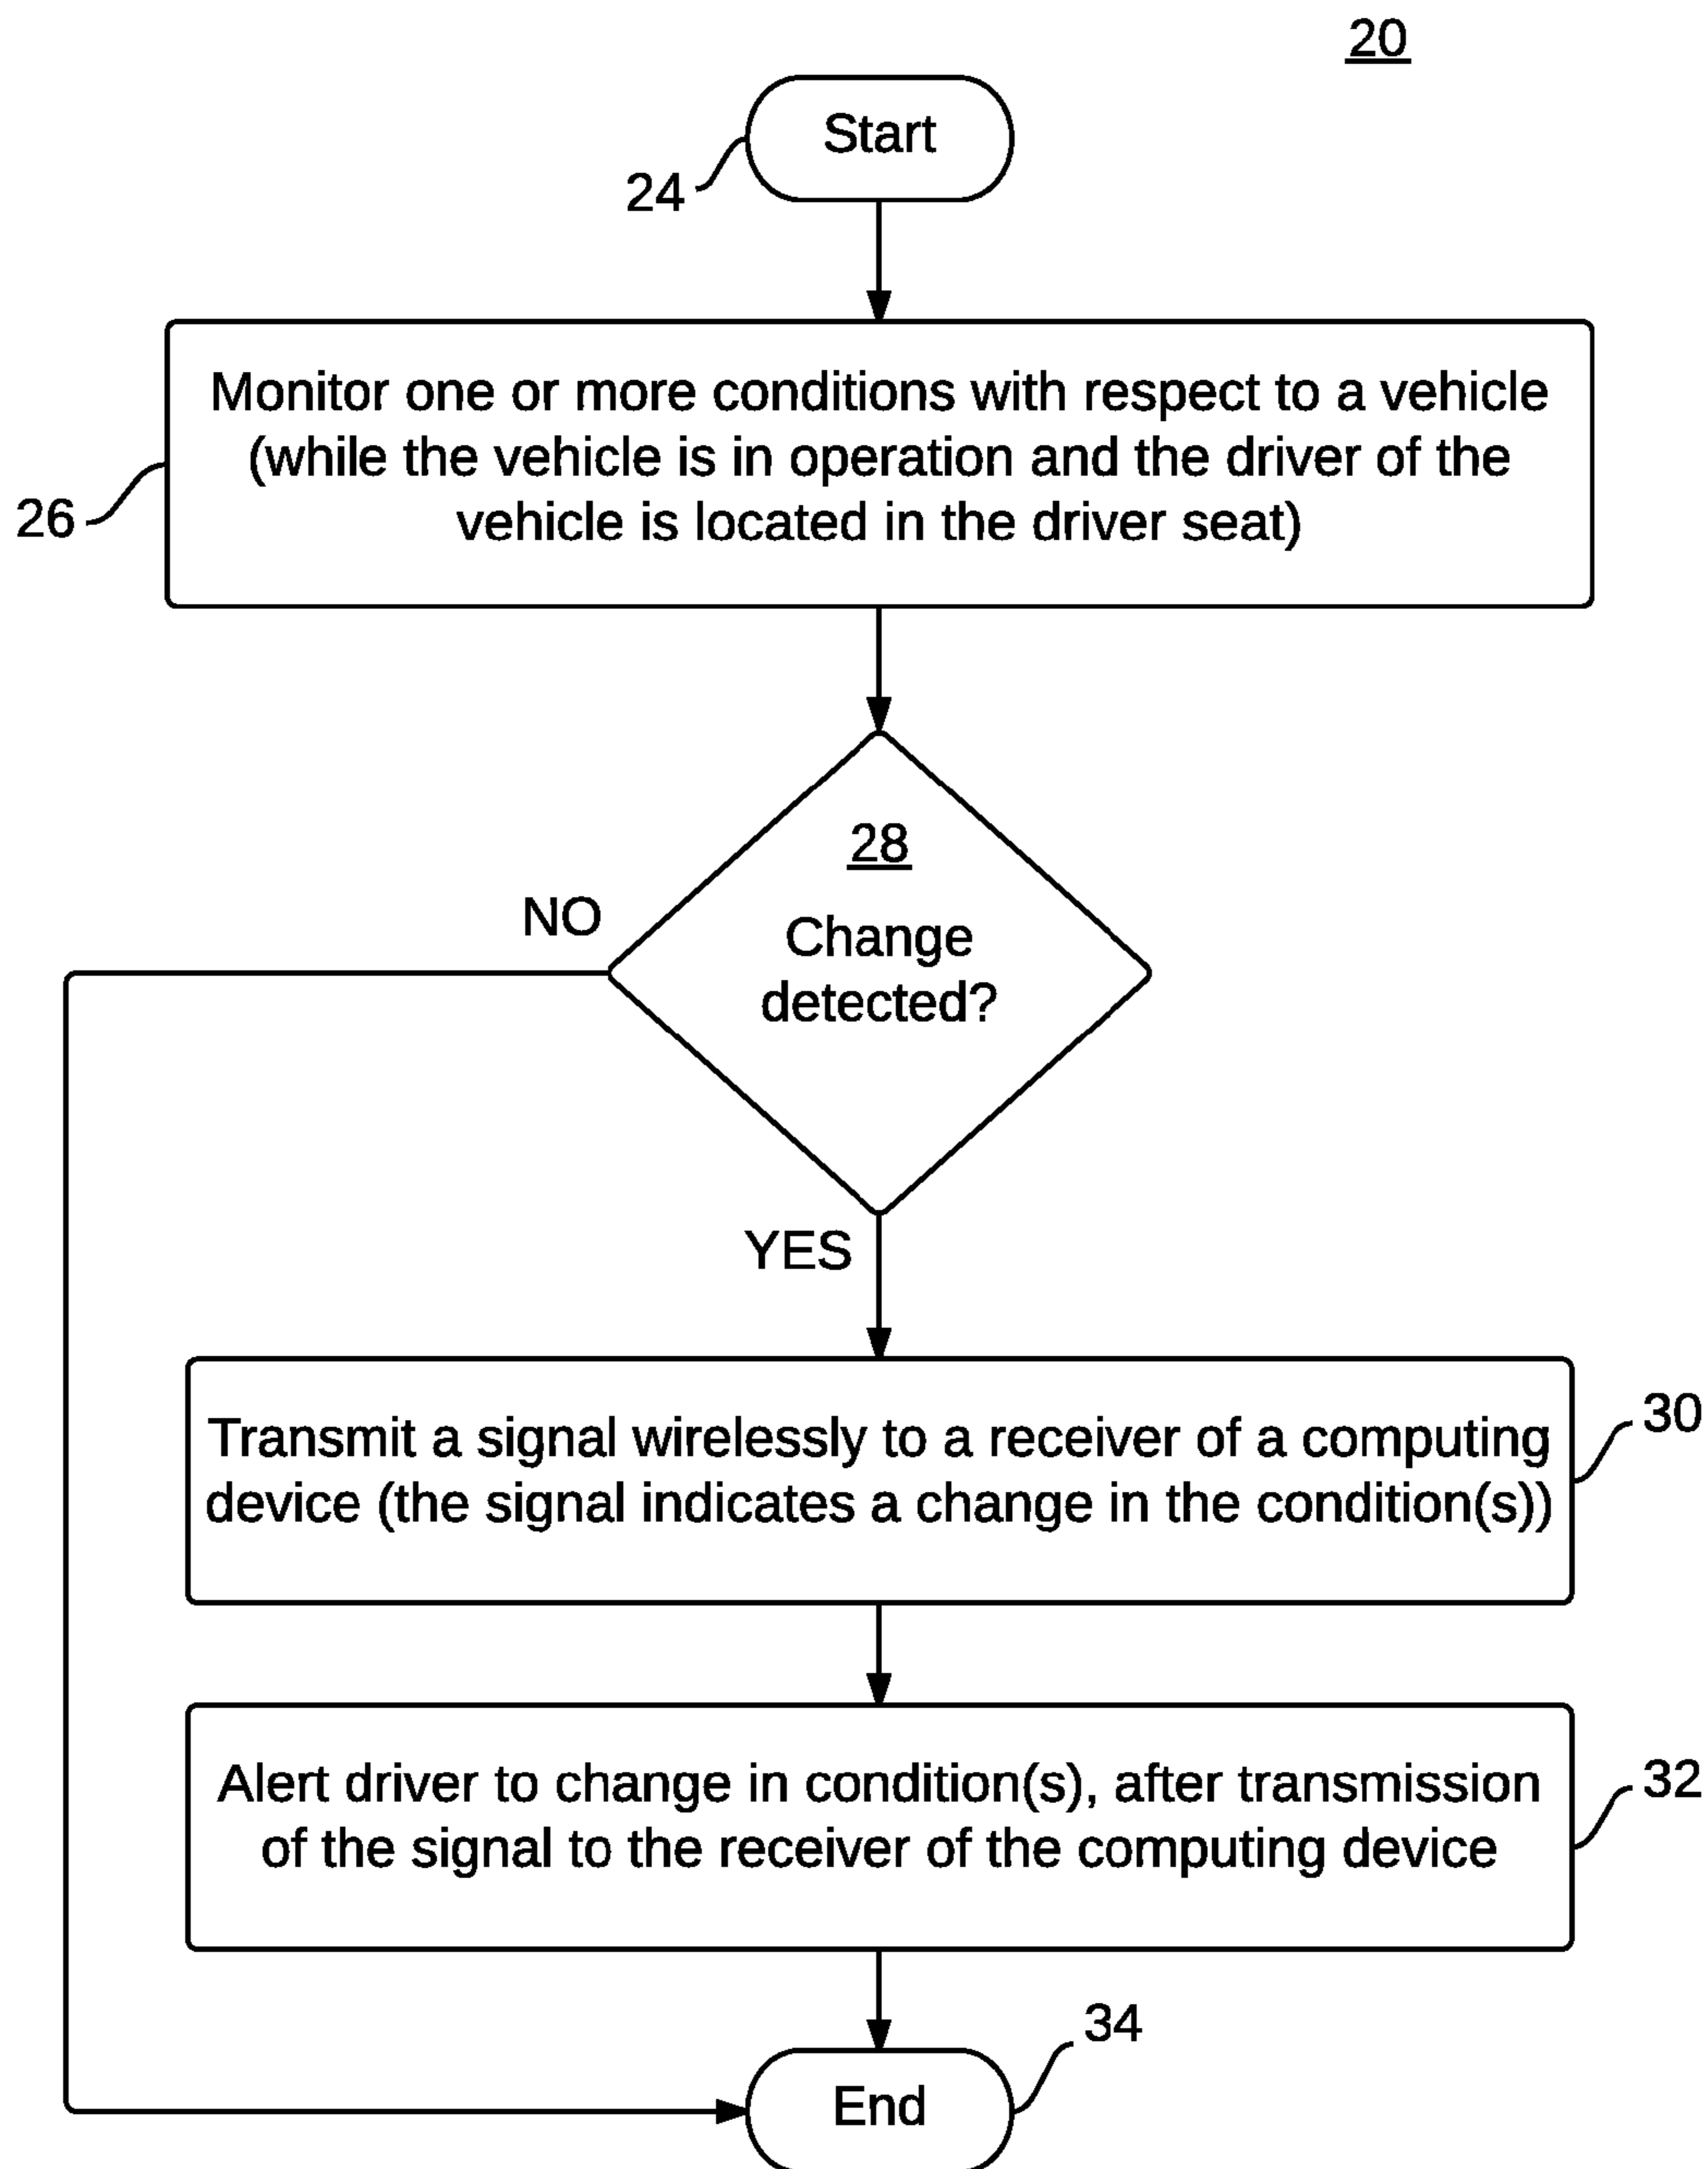 20
Start
24
Monitor one or more conditions with respect to a vehicle
(while the vehicle is in operation and the driver of the
vehicle is located in the driver seat)
26
28
NO
Change
detected?
YES
30
Transmit a signal wirelessly to a receiver of a computing
device (the signal indicates a change in the condition(s))
32
Alert driver to change in condition(s), after transmission
of the signal to the receiver of the computing device
34
End